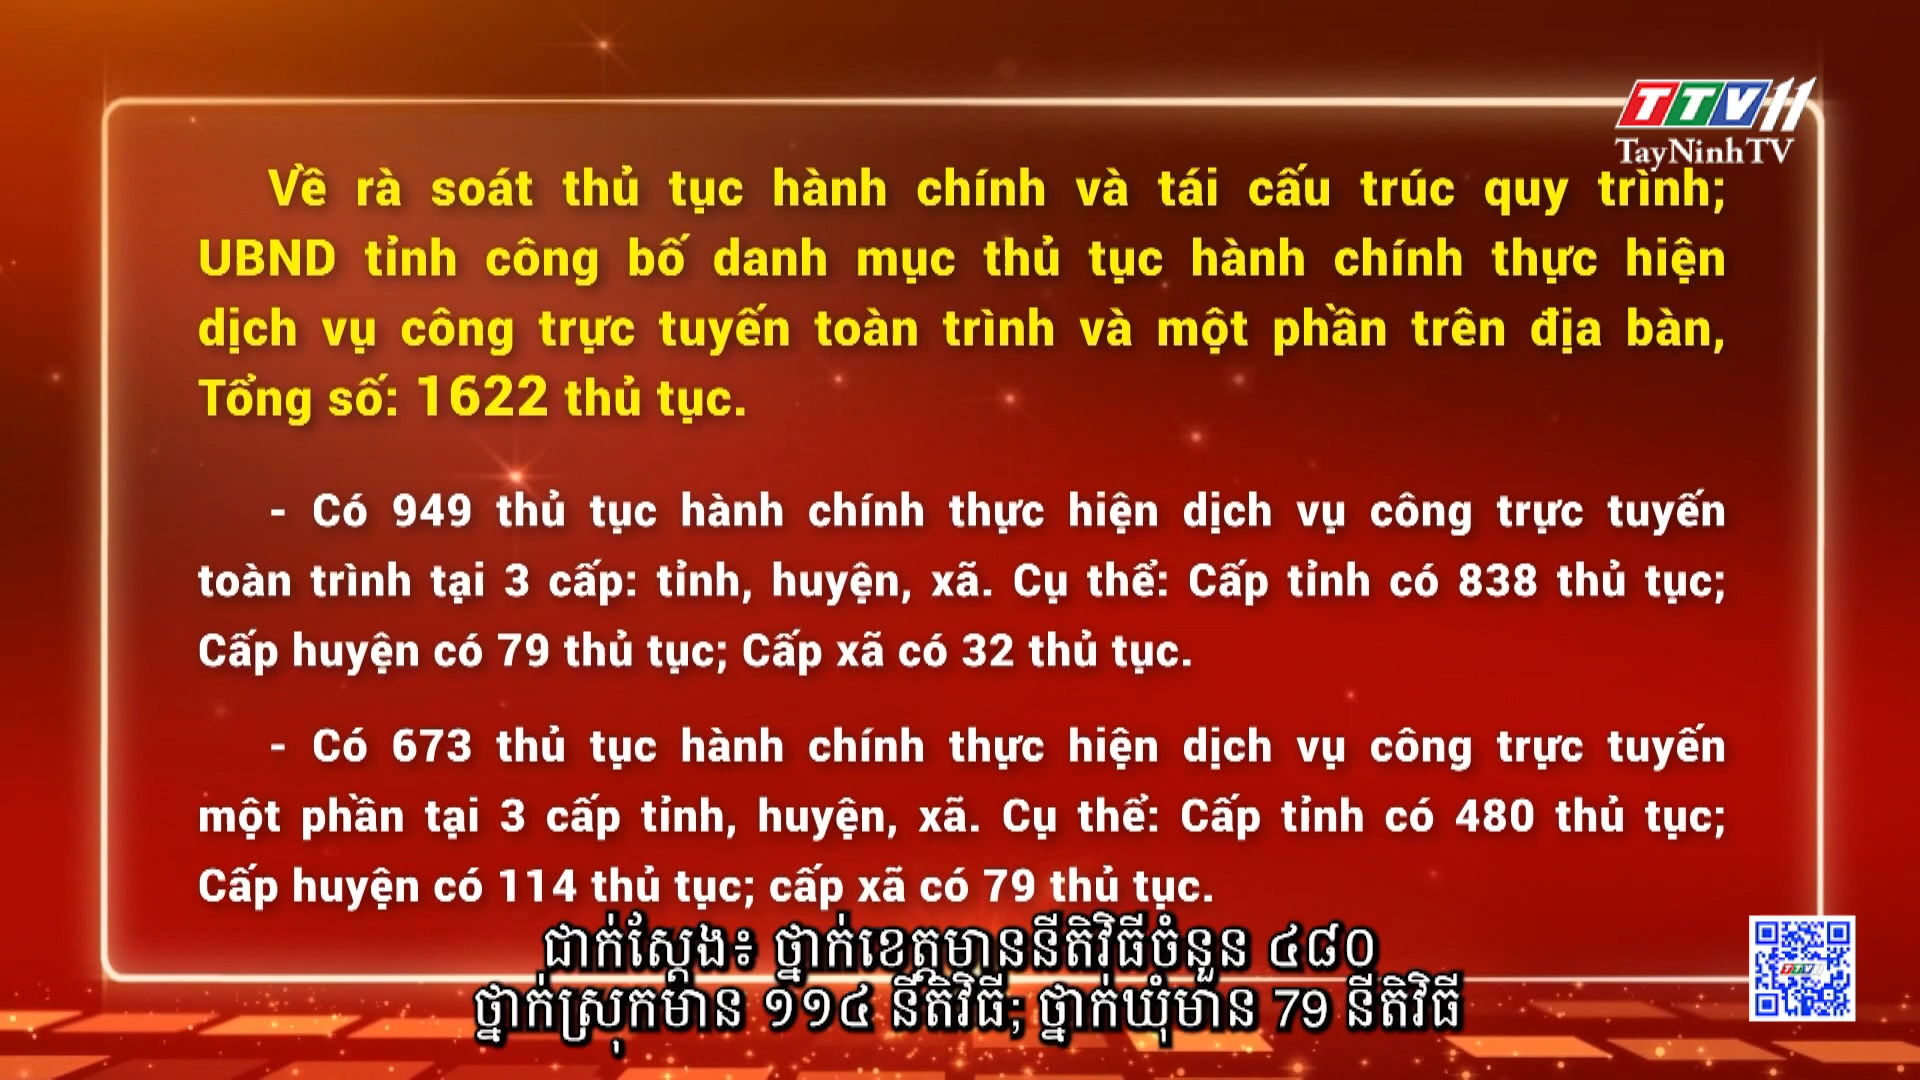 TTV11
TayNinhTV
Về rà soát thủ tục hành chính và tái cấu trúc quy trình;
UBND tỉnh công bố danh mục thủ tục hành chính thực hiện
dịch vụ công trực tuyến toàn trình và một phần trên địa bàn,
Tổng số: 1622 thủ tục.
- Có 949 thủ tục hành chính thực hiện dịch vụ công trực tuyến
toàn trình tại 3 cấp: tỉnh, huyện, xã. Cụ thể: Cấp tỉnh có 838 thủ tục;
Cấp huyện có 79 thủ tục; Cấp xã có 32 thủ tục.
- Có 673 thủ tục hành chính thực hiện dịch vụ công trực tuyến
một phần tại 3 cấp tỉnh, huyện, xã. Cụ thể: Cấp tỉnh có 480 thủ tục;
Cấp huyện có 114 thủ tục; cấp xã có 79 thủ tục.
ជាក់ស្តែង៖ ថ្នាក់ខេត្តមាននីតិវិធីចំនួន ៤៨០
ថ្នាក់ស្រុកមាន ១១៤ នីតិវិធី; ថ្នាក់ឃុំមាន 79 នីតិវិធី
TTV11